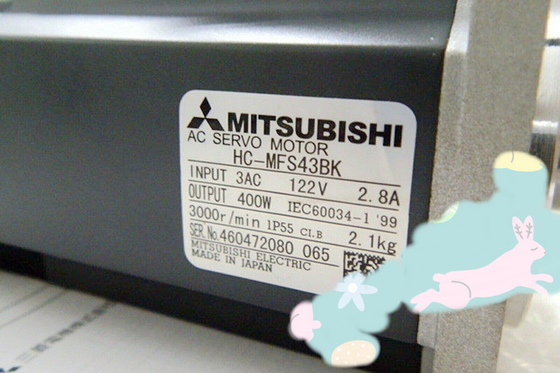 MITSUBISHI
AC SERVO MOTOR
HC-MFS43BK
INPUT 3AC 122V 2.8A
OUTPUT 400W IEC60034-1 '99
3000r/min IP55 CI.B 2.1kg
SER.No.460472080 065
MITSUBISHI ELECTRIC
MADE IN JAPAN